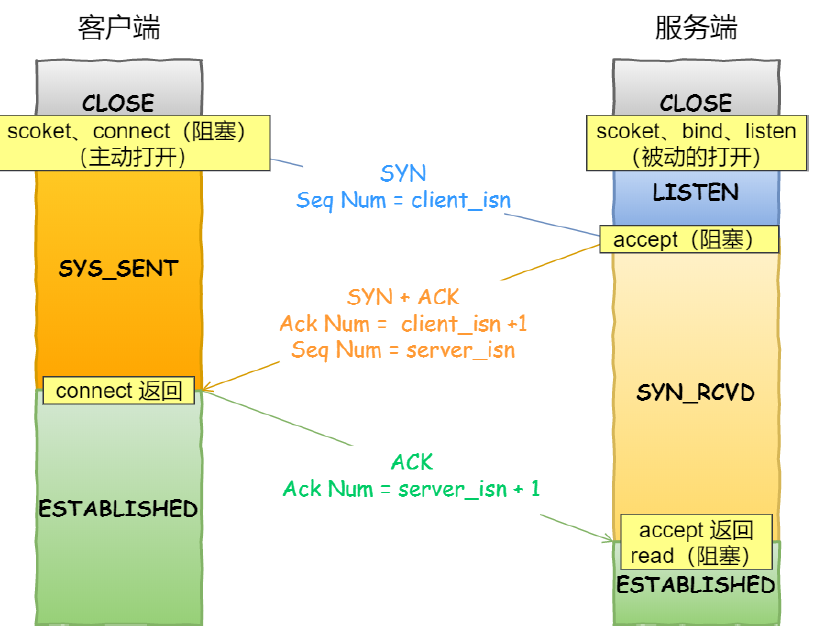 客户端
服务端
CLOSE
CLOSE
scoket、connect（阻塞）
（主动打开）
scoket、bind、listen
（被动的打开）
SYN
Seq Num = client_isn
LISTEN
accept（阻塞）
SYS_SENT
SYN + ACK
Ack Num = client_isn +1
Seq Num = server_isn
connect 返回
SYN_RCVD
ACK
Ack Num = server_isn + 1
ESTABLISHED
accept 返回
read（阻塞）
ESTABLISHED